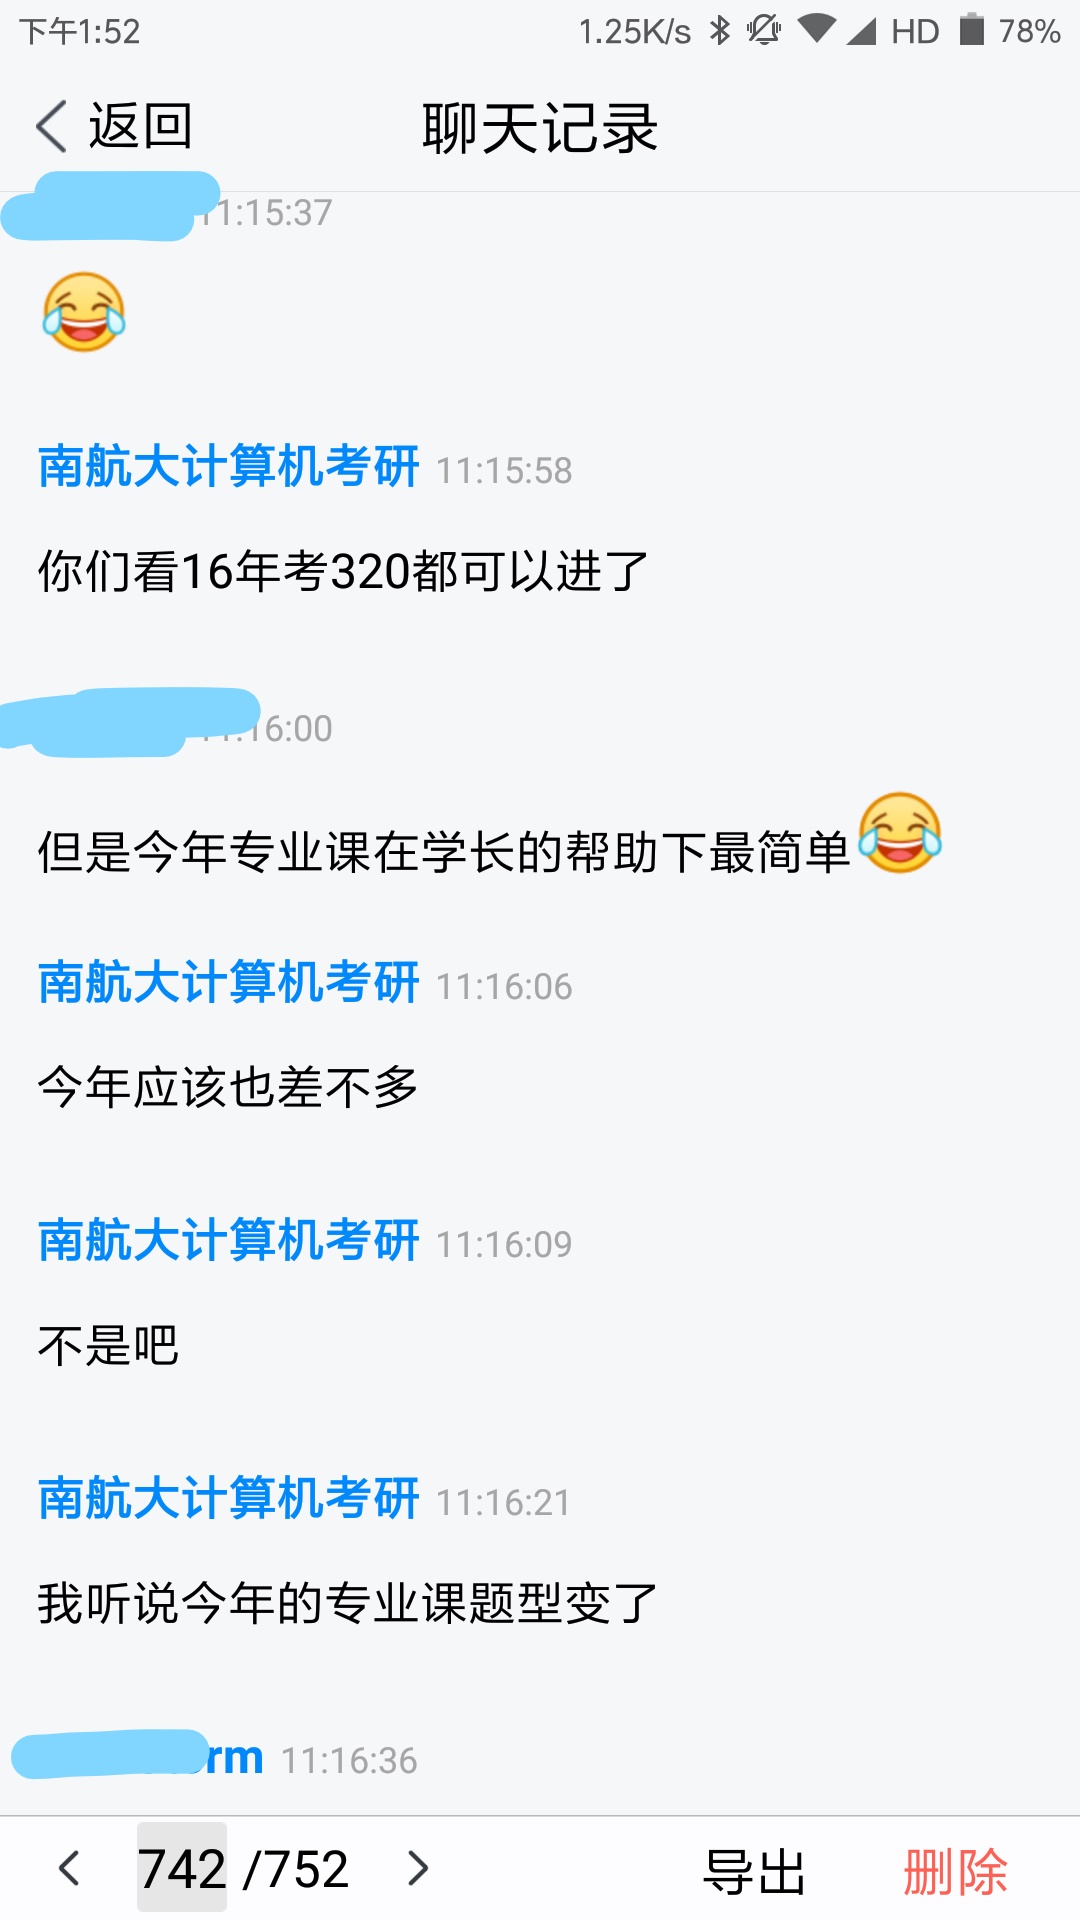 下午1:52
1.25K/s HD 78%
返回 聊天记录
11:15:37
南航大计算机考研 11:15:58
你们看16年考320都可以进了
11:16:00
但是今年专业课在学长的帮助下最简单
南航大计算机考研 11:16:06
今年应该也差不多
南航大计算机考研 11:16:09
不是吧
南航大计算机考研 11:16:21
我听说今年的专业课题型变了
rm 11:16:36
742 /752 导出 删除